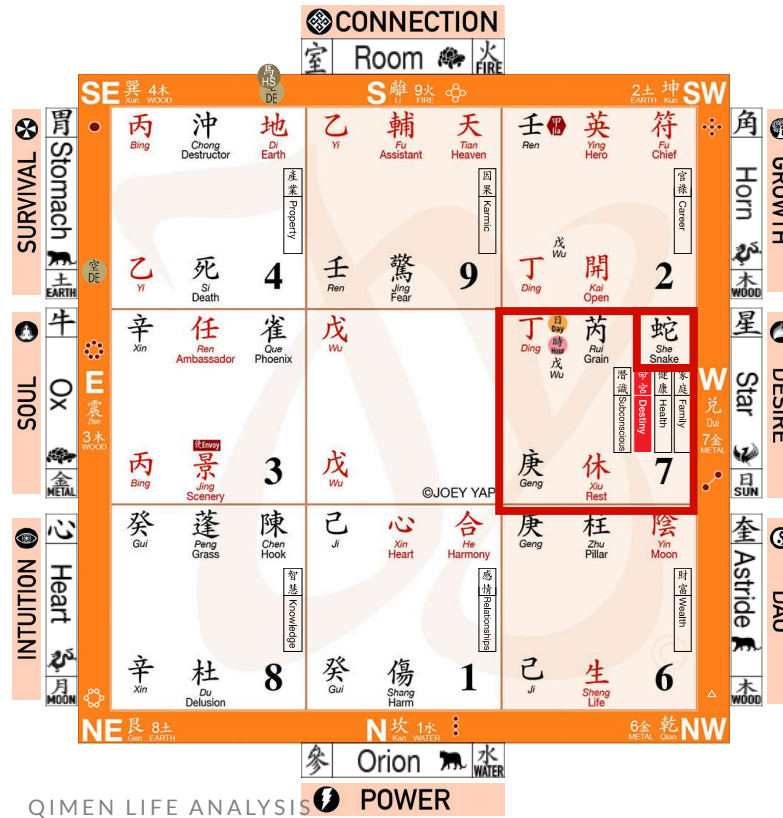 CONNECTION
室 Room 火 FIRE
馬 HS
DE
SE 巽 4木
Xun WOOD
S 離 9火
Li FIRE
2土 坤 SW
EARTH Kun
SURVIVAL
胃 Stomach 土 EARTH
空 DE
丙 沖 地
Bing Chong Di
Destructor Earth
產業 Property
乙 死 4
Yi Si
Death
乙 輔 天
Yi Fu Tian
Assistant Heaven
因果 Karmic
壬 驚 9
Ren Jing
Fear
壬 甲 英 符
Ren Jia Ying Fu
Hero Chief
官祿 Career
戊
Wu
丁 開 2
Ding Kai
Open
角 Horn 木 WOOD
GROWTH
SOUL
牛 Ox 金 METAL
E
震
Zhen
3木
WOOD
辛 任 雀
Xin Ren Que
Ambassador Phoenix
Envoy
丙 景 3
Bing Jing
Scenery
戊
Wu
戊
Wu
©JOEY YAP
丁 日 Day 芮 蛇
Ding 時 Hour Rui She
Grain Snake
戊
Wu
潛識 Subconscious
命宮 Destiny
健康 Health
家庭 Family
庚 休 7
Geng Xiu
Rest
W
兌
Dui
7金
METAL
星 Star 日 SUN
DESIRE
INTUITION
心 Heart 月 MOON
癸 蓬 陳
Gui Peng Chen
Grass Hook
智慧 Knowledge
辛 杜 8
Xin Du
Delusion
己 心 合
Ji Xin He
Heart Harmony
感情 Relationships
癸 傷 1
Gui Shang
Harm
庚 柱 陰
Geng Zhu Yin
Pillar Moon
財富 Wealth
己 生 6
Ji Sheng
Life
奎 Astride 木 WOOD
DAO
NE 艮 8土
Gen EARTH
N 坎 1水
Kan WATER
6金 乾 NW
METAL Qian
參 Orion 水 WATER
QIMEN LIFE ANALYSIS
POWER